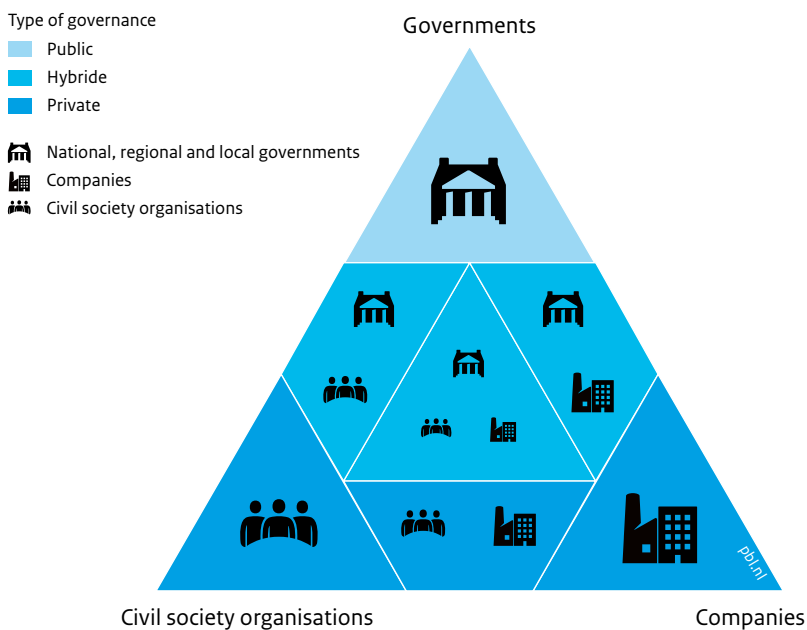 Type of governance
Public
Hybride
Private
National, regional and local governments
Companies
Civil society organisations
Governments
Civil society organisations
Companies
pbl.nl